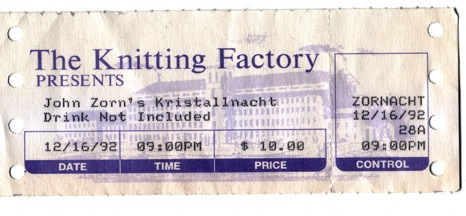 The Knitting Factory
PRESENTS
John Zorn's Kristallnacht
Drink Not Included
12/16/92 09:00PM $ 10.00
DATE TIME PRICE
ZORNACHT
12/16/92
28A
09:00PM
CONTROL